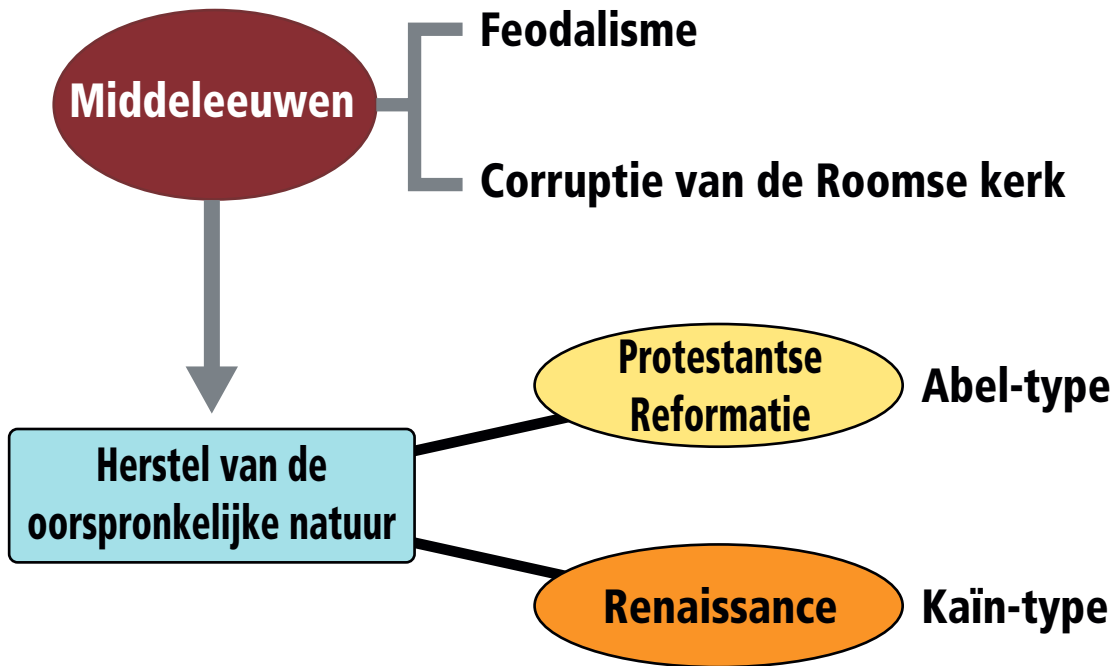 Feodalisme
Middeleeuwen
Corruptie van de Roomse kerk
Protestantse
Reformatie
Abel-type
Herstel van de
oorspronkelijke natuur
Renaissance
Kaïn-type